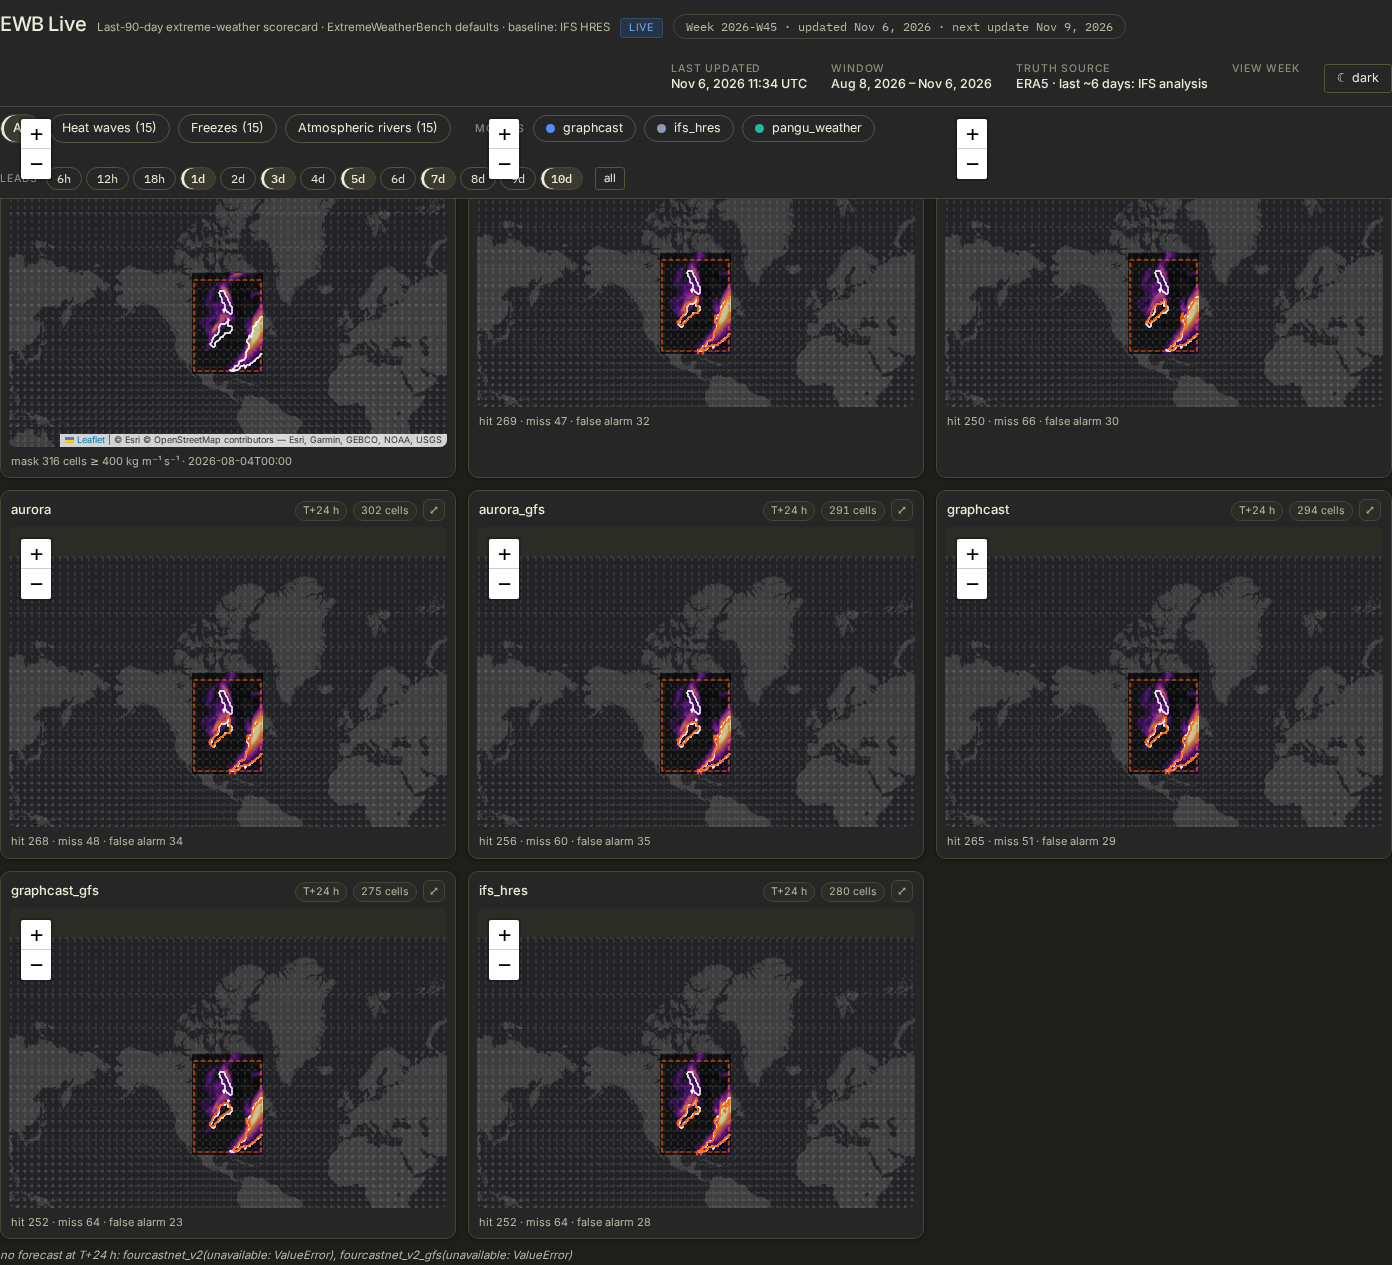 EWB Live Last-90-day extreme-weather scorecard · ExtremeWeatherBench defaults · baseline: IFS HRES LIVE Week 2026-W45 · updated Nov 6, 2026 · next update Nov 9, 2026
LAST UPDATED WINDOW TRUTH SOURCE VIEW WEEK
Nov 6, 2026 11:34 UTC Aug 8, 2026 – Nov 6, 2026 ERA5 · last ~6 days: IFS analysis ☾ dark
+ Heat waves (15) Freezes (15) Atmospheric rivers (15) + graphcast ifs_hres pangu_weather +
− − −
6h 12h 18h 1d 2d 3d 4d 5d 6d 7d 8d 9d 10d all
Leaflet | © Esri © OpenStreetMap contributors — Esri, Garmin, GEBCO, NOAA, USGS
mask 316 cells ≥ 400 kg m⁻¹ s⁻¹ · 2026-08-04T00:00
hit 269 · miss 47 · false alarm 32
hit 250 · miss 66 · false alarm 30
aurora T+24 h 302 cells ⤢
+
−
hit 268 · miss 48 · false alarm 34
aurora_gfs T+24 h 291 cells ⤢
+
−
hit 256 · miss 60 · false alarm 35
graphcast T+24 h 294 cells ⤢
+
−
hit 265 · miss 51 · false alarm 29
graphcast_gfs T+24 h 275 cells ⤢
+
−
hit 252 · miss 64 · false alarm 23
ifs_hres T+24 h 280 cells ⤢
+
−
hit 252 · miss 64 · false alarm 28
no forecast at T+24 h: fourcastnet_v2(unavailable: ValueError), fourcastnet_v2_gfs(unavailable: ValueError)